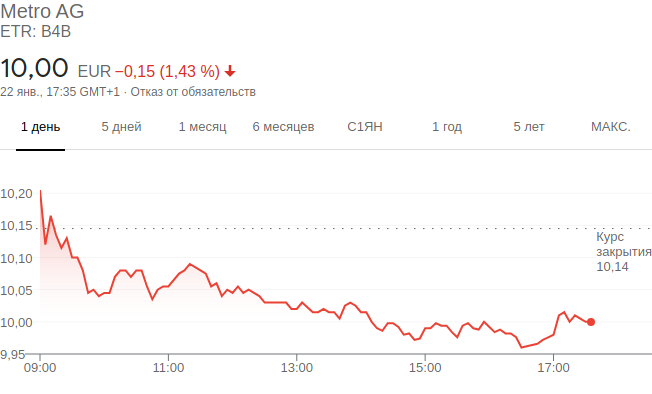 Metro AG
ETR: B4B
10,00 EUR −0,15 (1,43 %)
22 янв., 17:35 GMT+1 · Отказ от обязательств
1 день 5 дней 1 месяц 6 месяцев С1ЯН 1 год 5 лет МАКС.
10,20
10,15
Курс
закрытия
10,14
10,10
10,05
10,00
9,95
09:00 11:00 13:00 15:00 17:00